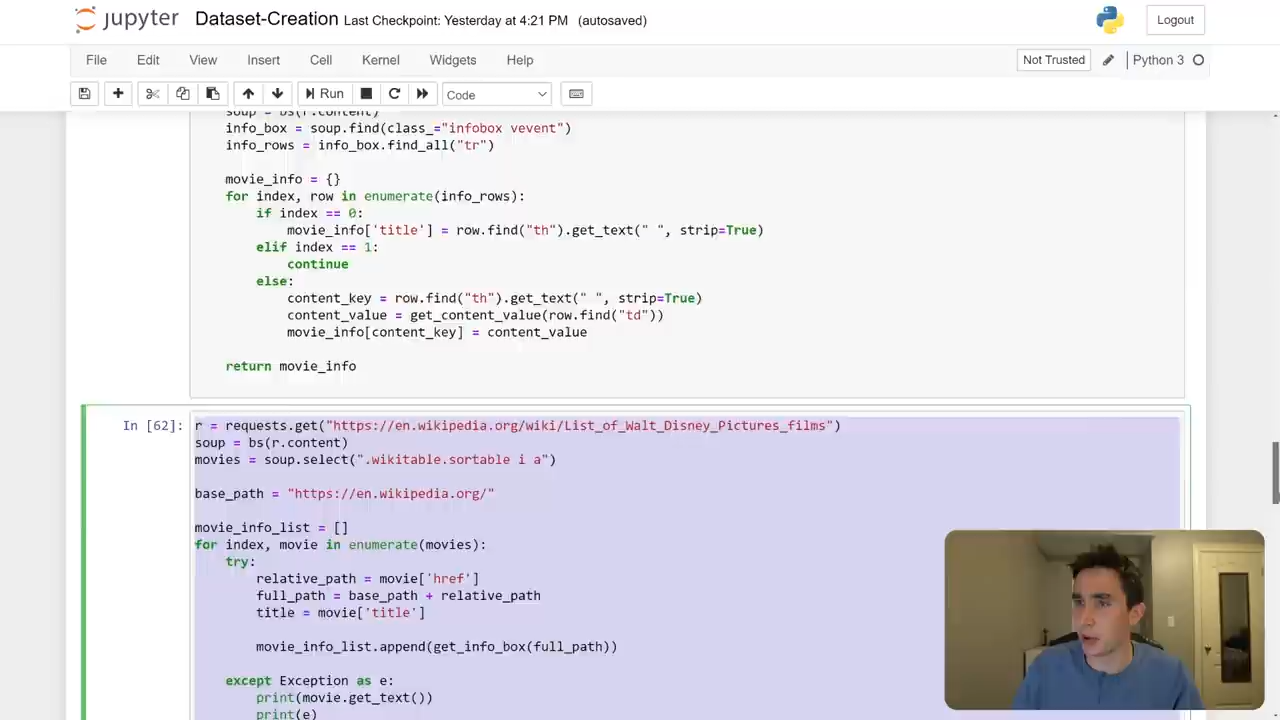 jupyter Dataset-Creation Last Checkpoint: Yesterday at 4:21 PM (autosaved) Logout
File Edit View Insert Cell Kernel Widgets Help Not Trusted Python 3
Run Code
soup = bs(r.content)
info_box = soup.find(class_="infobox vevent")
info_rows = info_box.find_all("tr")
movie_info = {}
for index, row in enumerate(info_rows):
if index == 0:
movie_info['title'] = row.find("th").get_text(" ", strip=True)
elif index == 1:
continue
else:
content_key = row.find("th").get_text(" ", strip=True)
content_value = get_content_value(row.find("td"))
movie_info[content_key] = content_value
return movie_info
In [62]: r = requests.get("https://en.wikipedia.org/wiki/List_of_Walt_Disney_Pictures_films")
soup = bs(r.content)
movies = soup.select(".wikitable.sortable i a")
base_path = "https://en.wikipedia.org/"
movie_info_list = []
for index, movie in enumerate(movies):
try:
relative_path = movie['href']
full_path = base_path + relative_path
title = movie['title']
movie_info_list.append(get_info_box(full_path))
except Exception as e:
print(movie.get_text())
print(e)